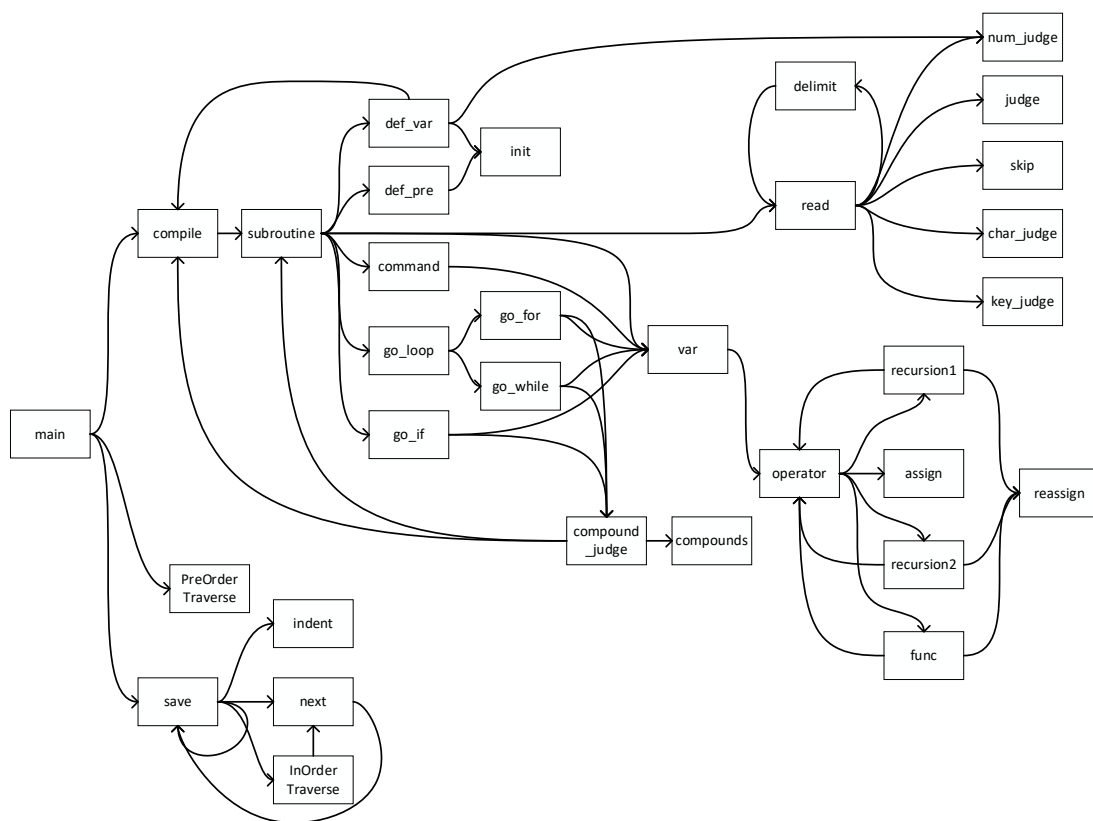 num_judge
delimit
judge
def_var
init
skip
def_pre
read
compile
subroutine
char_judge
command
key_judge
go_for
go_loop
var
recursion1
go_while
main
go_if
operator
assign
reassign
compound
_judge
compounds
recursion2
PreOrder
Traverse
indent
func
save
next
InOrder
Traverse